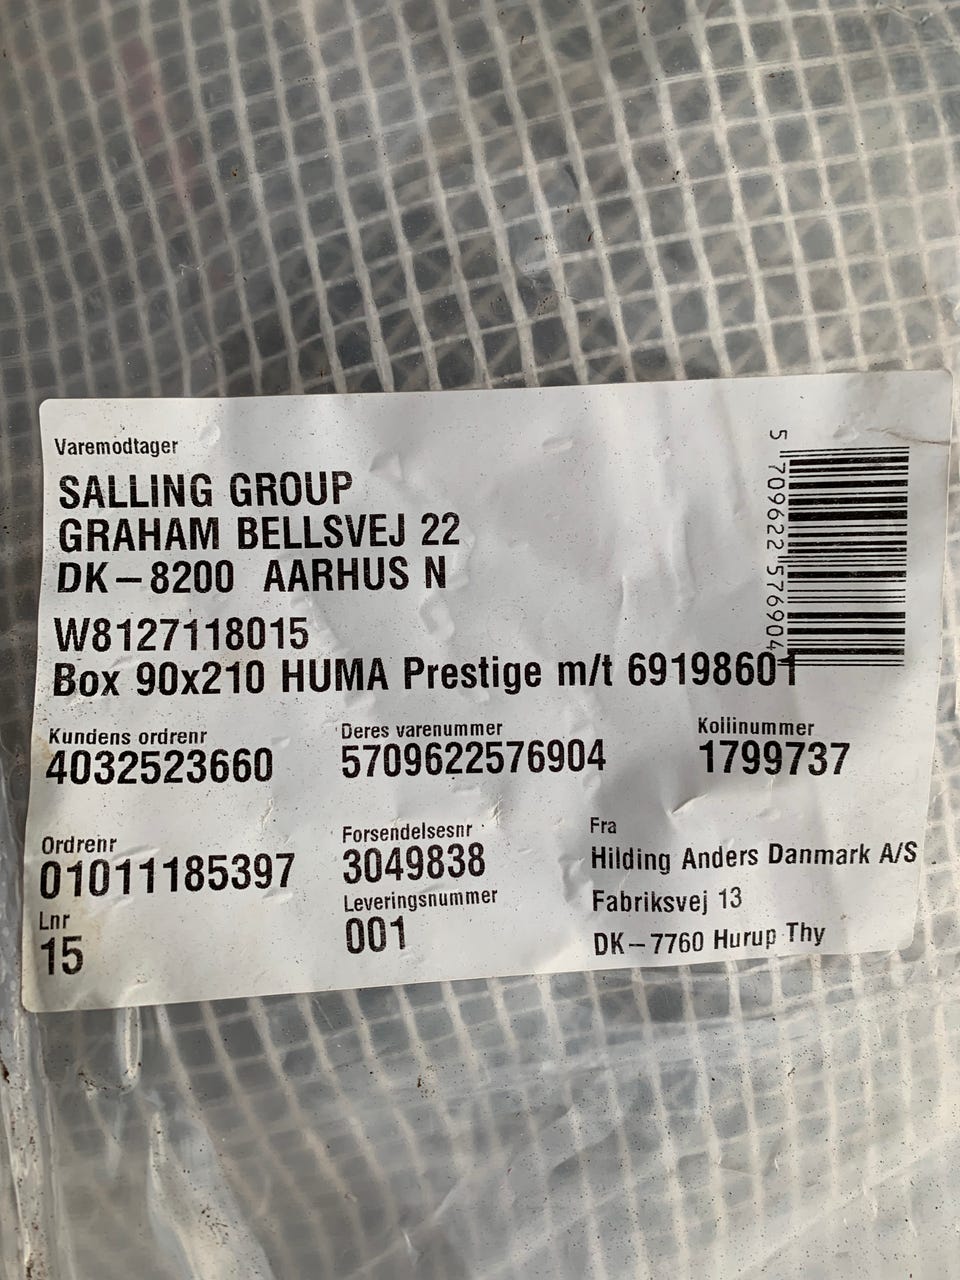 Varemodtager
SALLING GROUP
GRAHAM BELLSVEJ 22
DK-8200 AARHUS N
W8127118015
Box 90x210 HUMA Prestige m/t 69198601
5 709622 576904
Kundens ordrenr
4032523660
Deres varenummer
5709622576904
Kollinummer
1799737
Ordrenr
01011185397
Lnr
15
Forsendelsesnr
3049838
Leveringsnummer
001
Fra
Hilding Anders Danmark A/S
Fabriksvej 13
DK-7760 Hurup Thy